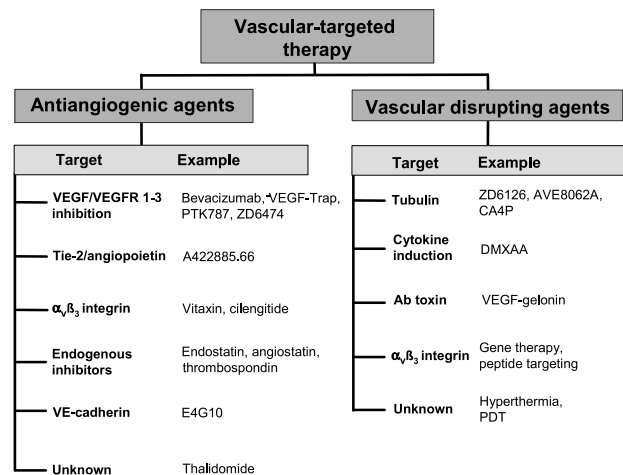 Vascular-targeted
therapy
Antiangiogenic agents
Target Example
VEGF/VEGFR 1-3 Bevacizumab, VEGF-Trap,
inhibition PTK787, ZD6474
Tie-2/angiopoietin A422885.66
αvß3 integrin Vitaxin, cilengitide
Endogenous Endostatin, angiostatin,
inhibitors thrombospondin
VE-cadherin E4G10
Unknown Thalidomide
Vascular disrupting agents
Target Example
Tubulin ZD6126, AVE8062A,
CA4P
Cytokine
induction DMXAA
Ab toxin VEGF-gelonin
αvß3 integrin Gene therapy,
peptide targeting
Unknown Hyperthermia,
PDT